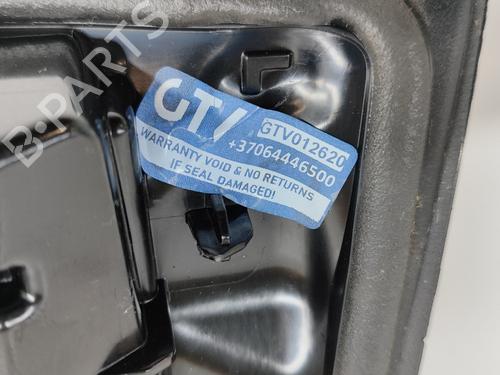 B-PARTS
GTV
GTV012620
+37064446500
WARRANTY VOID & NO RETURNS
IF SEAL DAMAGED!